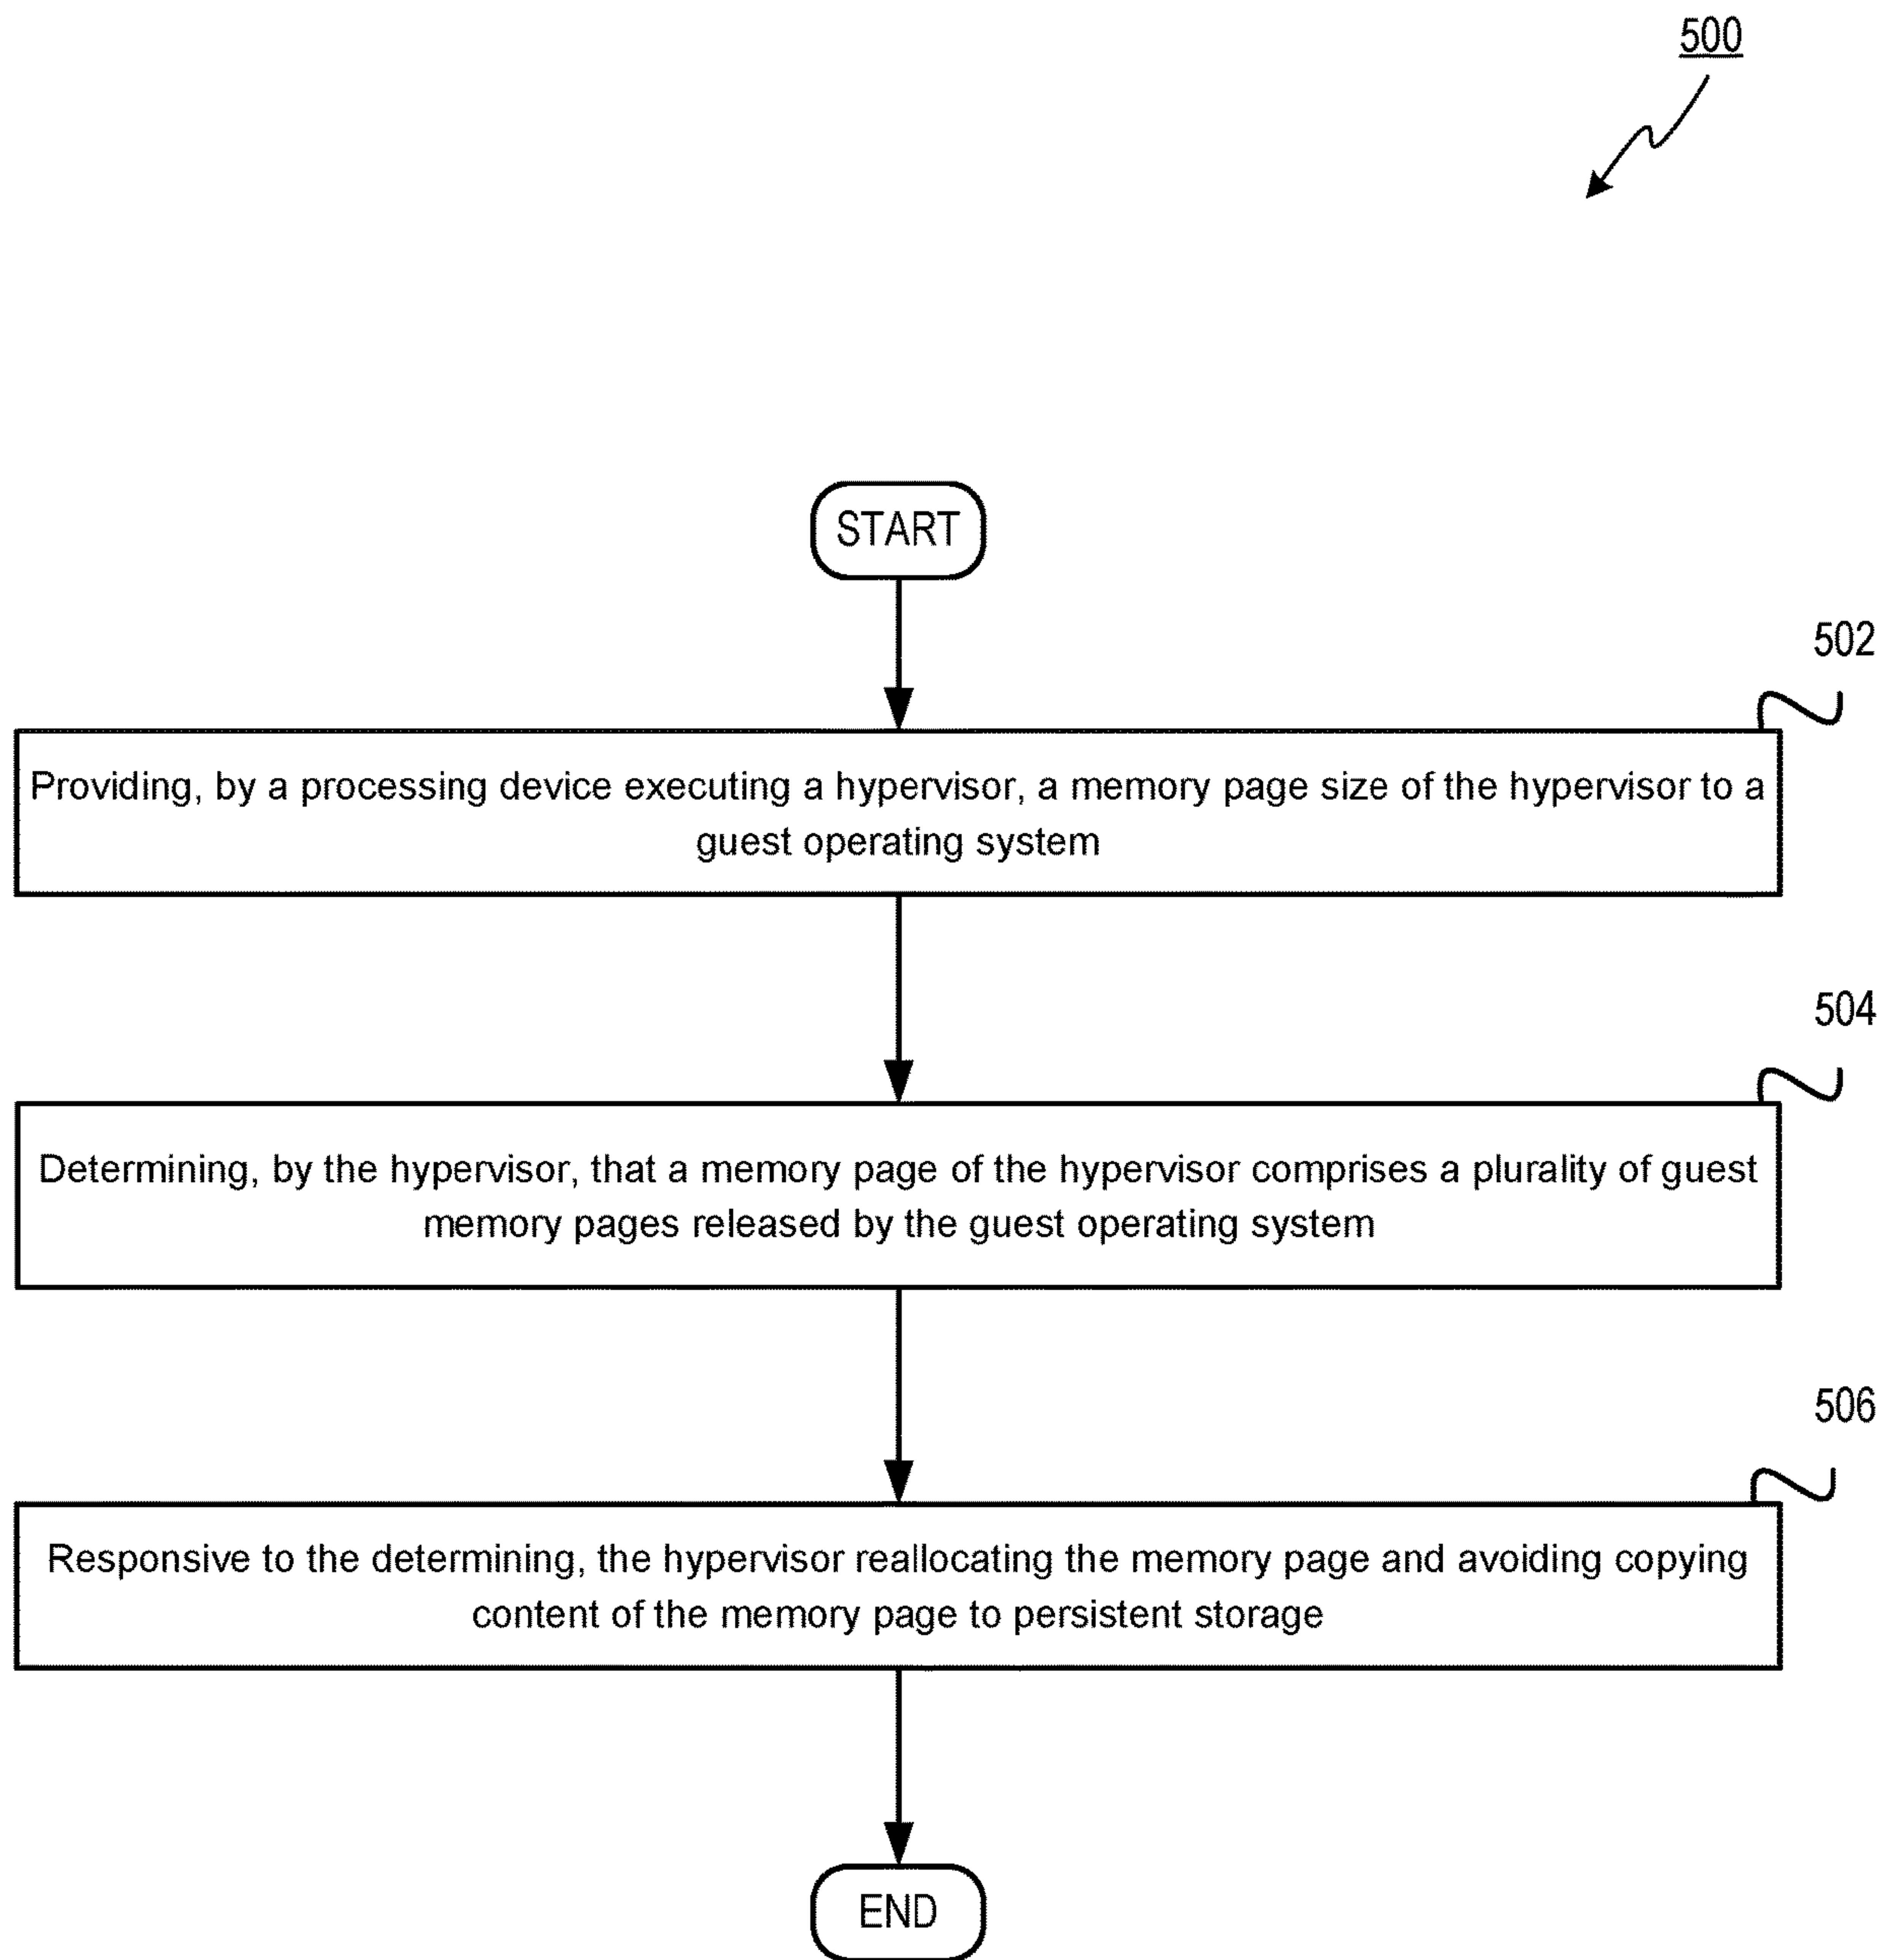 500
START
502
Providing, by a processing device executing a hypervisor, a memory page size of the hypervisor to a
guest operating system
504
Determining, by the hypervisor, that a memory page of the hypervisor comprises a plurality of guest
memory pages released by the guest operating system
506
Responsive to the determining, the hypervisor reallocating the memory page and avoiding copying
content of the memory page to persistent storage
END